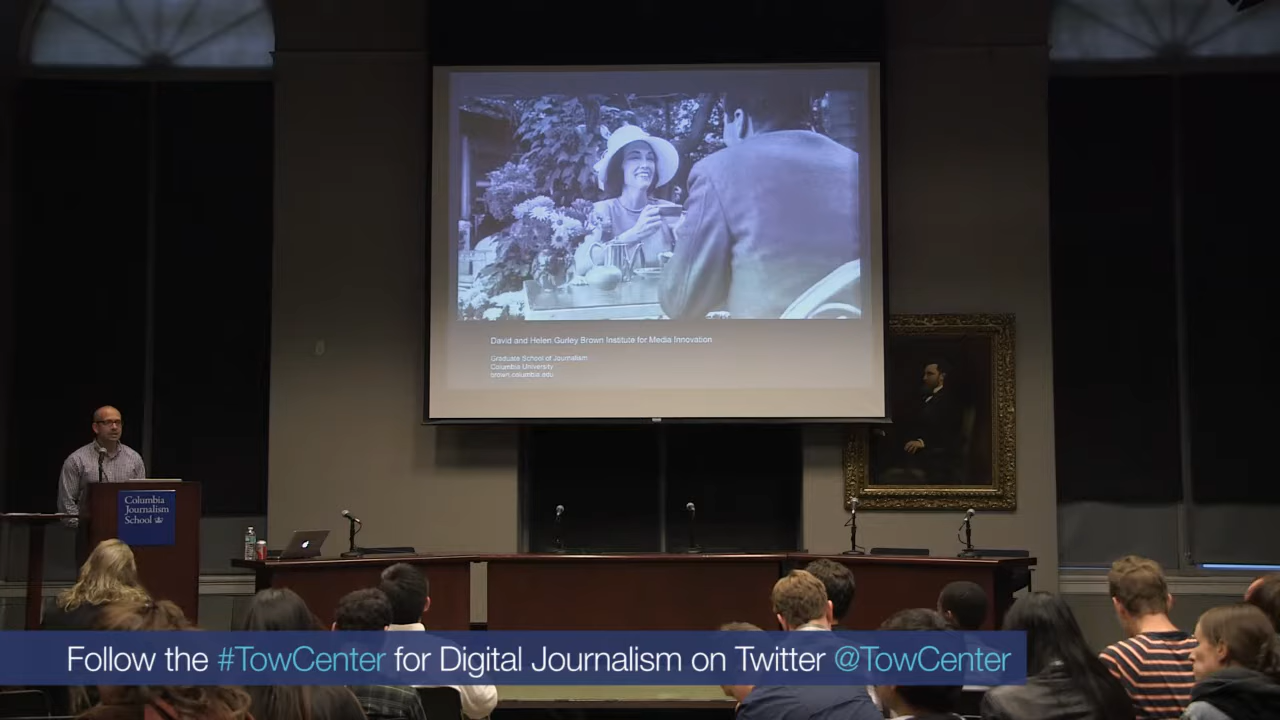 David and Helen Gurley Brown Institute for Media Innovation
Graduate School of Journalism
Columbia University
brown.columbia.edu
Columbia
Journalism
School
Follow the #TowCenter for Digital Journalism on Twitter @TowCenter